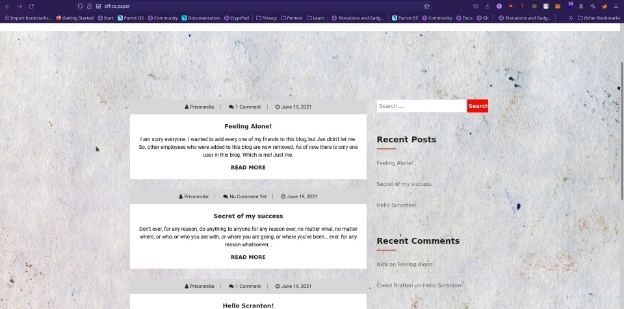 office.paper
Import bookmarks... Getting Started Start Parrot OS Community Documentation CryptPad Privacy Pentest Learn Donations and Gadg... Parrot OS Community Docs Git Donations and Gadg... Other Bookmarks
Prisonmike | 1 Comment | June 19, 2021
Feeling Alone!
I am sorry everyone. I wanted to add every one of my friends to this blog, but Jan didn't let me.
So, other employees who were added to this blog are now removed. As of now there is only one
user in this blog. Which is me! Just me.
READ MORE
Prisonmike | No Comment Yet | June 19, 2021
Secret of my success
Don't ever, for any reason, do anything to anyone for any reason ever, no matter what, no matter
where, or who, or who you are with, or where you are going, or where you've been... ever, for any
reason whatsoever...
READ MORE
Prisonmike | 1 Comment | June 19, 2021
Hello Scranton!
Search ... Search
Recent Posts
Feeling Alone!
Secret of my success
Hello Scranton!
Recent Comments
Nick on Feeling Alone!
Creed Bratton on Hello Scranton!